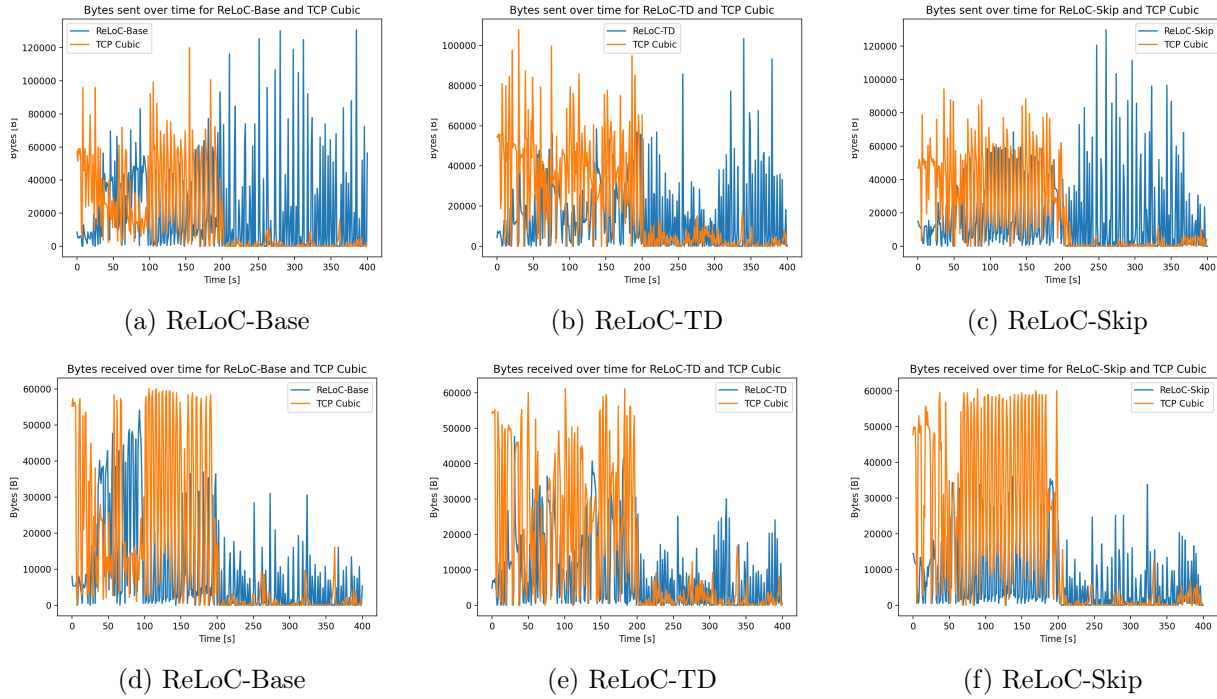 Bytes sent over time for ReLoC-Base and TCP Cubic
120000
100000
80000
60000
40000
20000
0
Bytes [B]
ReLoC-Base
TCP Cubic
0 50 100 150 200 250 300 350 400
Time [s]
(a) ReLoC-Base
Bytes sent over time for ReLoC-TD and TCP Cubic
100000
80000
60000
40000
20000
0
Bytes [B]
ReLoC-TD
TCP Cubic
0 50 100 150 200 250 300 350 400
Time [s]
(b) ReLoC-TD
Bytes sent over time for ReLoC-Skip and TCP Cubic
120000
100000
80000
60000
40000
20000
0
Bytes [B]
ReLoC-Skip
TCP Cubic
0 50 100 150 200 250 300 350 400
Time [s]
(c) ReLoC-Skip
Bytes received over time for ReLoC-Base and TCP Cubic
60000
50000
40000
30000
20000
10000
0
Bytes [B]
ReLoC-Base
TCP Cubic
0 50 100 150 200 250 300 350 400
Time [s]
(d) ReLoC-Base
Bytes received over time for ReLoC-TD and TCP Cubic
60000
50000
40000
30000
20000
10000
0
Bytes [B]
ReLoC-TD
TCP Cubic
0 50 100 150 200 250 300 350 400
Time [s]
(e) ReLoC-TD
Bytes received over time for ReLoC-Skip and TCP Cubic
60000
50000
40000
30000
20000
10000
0
Bytes [B]
ReLoC-Skip
TCP Cubic
0 50 100 150 200 250 300 350 400
Time [s]
(f) ReLoC-Skip